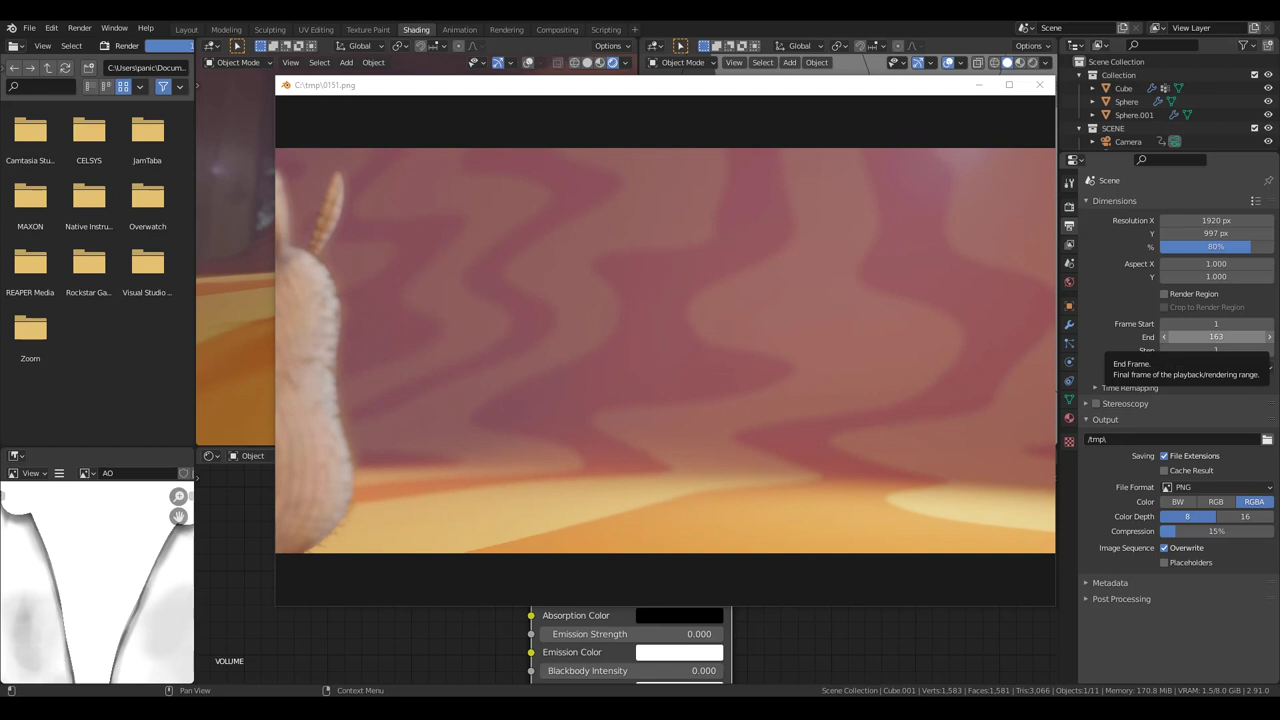 File Edit Render Window Help
Layout Modeling Sculpting UV Editing Texture Paint Shading Animation Rendering Compositing Scripting +
Scene
View Layer
View Select Render
Global
Options
Global
Options
C:\Users\panic\Docum...
Object Mode View Select Add Object
Object Mode View Select Add Object
C:\tmp\0151.png
Camtasia Stu... CELSYS JamTaba
MAXON Native Instru... Overwatch
REAPER Media Rockstar Ga... Visual Studio ...
Zoom
View AO
Object
Scene Collection
Collection
Cube
Sphere
Sphere.001
SCENE
Camera
Scene
Dimensions
Resolution X 1920 px
Y 997 px
% 80%
Aspect X 1.000
Y 1.000
Render Region
Crop to Render Region
Frame Start 1
End 163
End Frame.
Final frame of the playback/rendering range.
Time Remapping
Stereoscopy
Output
/tmp\
Saving File Extensions
Cache Result
File Format PNG
Color BW RGB RGBA
Color Depth 8 16
Compression 15%
Image Sequence Overwrite
Placeholders
Metadata
Post Processing
Absorption Color
Emission Strength 0.000
Emission Color
Blackbody Intensity 0.000
VOLUME
Pan View
Context Menu
Scene Collection | Cube.001 | Verts:1,583 | Faces:1,581 | Tris:3,066 | Objects:1/11 | Memory: 170.8 MiB | VRAM: 1.5/8.0 GiB | 2.91.0